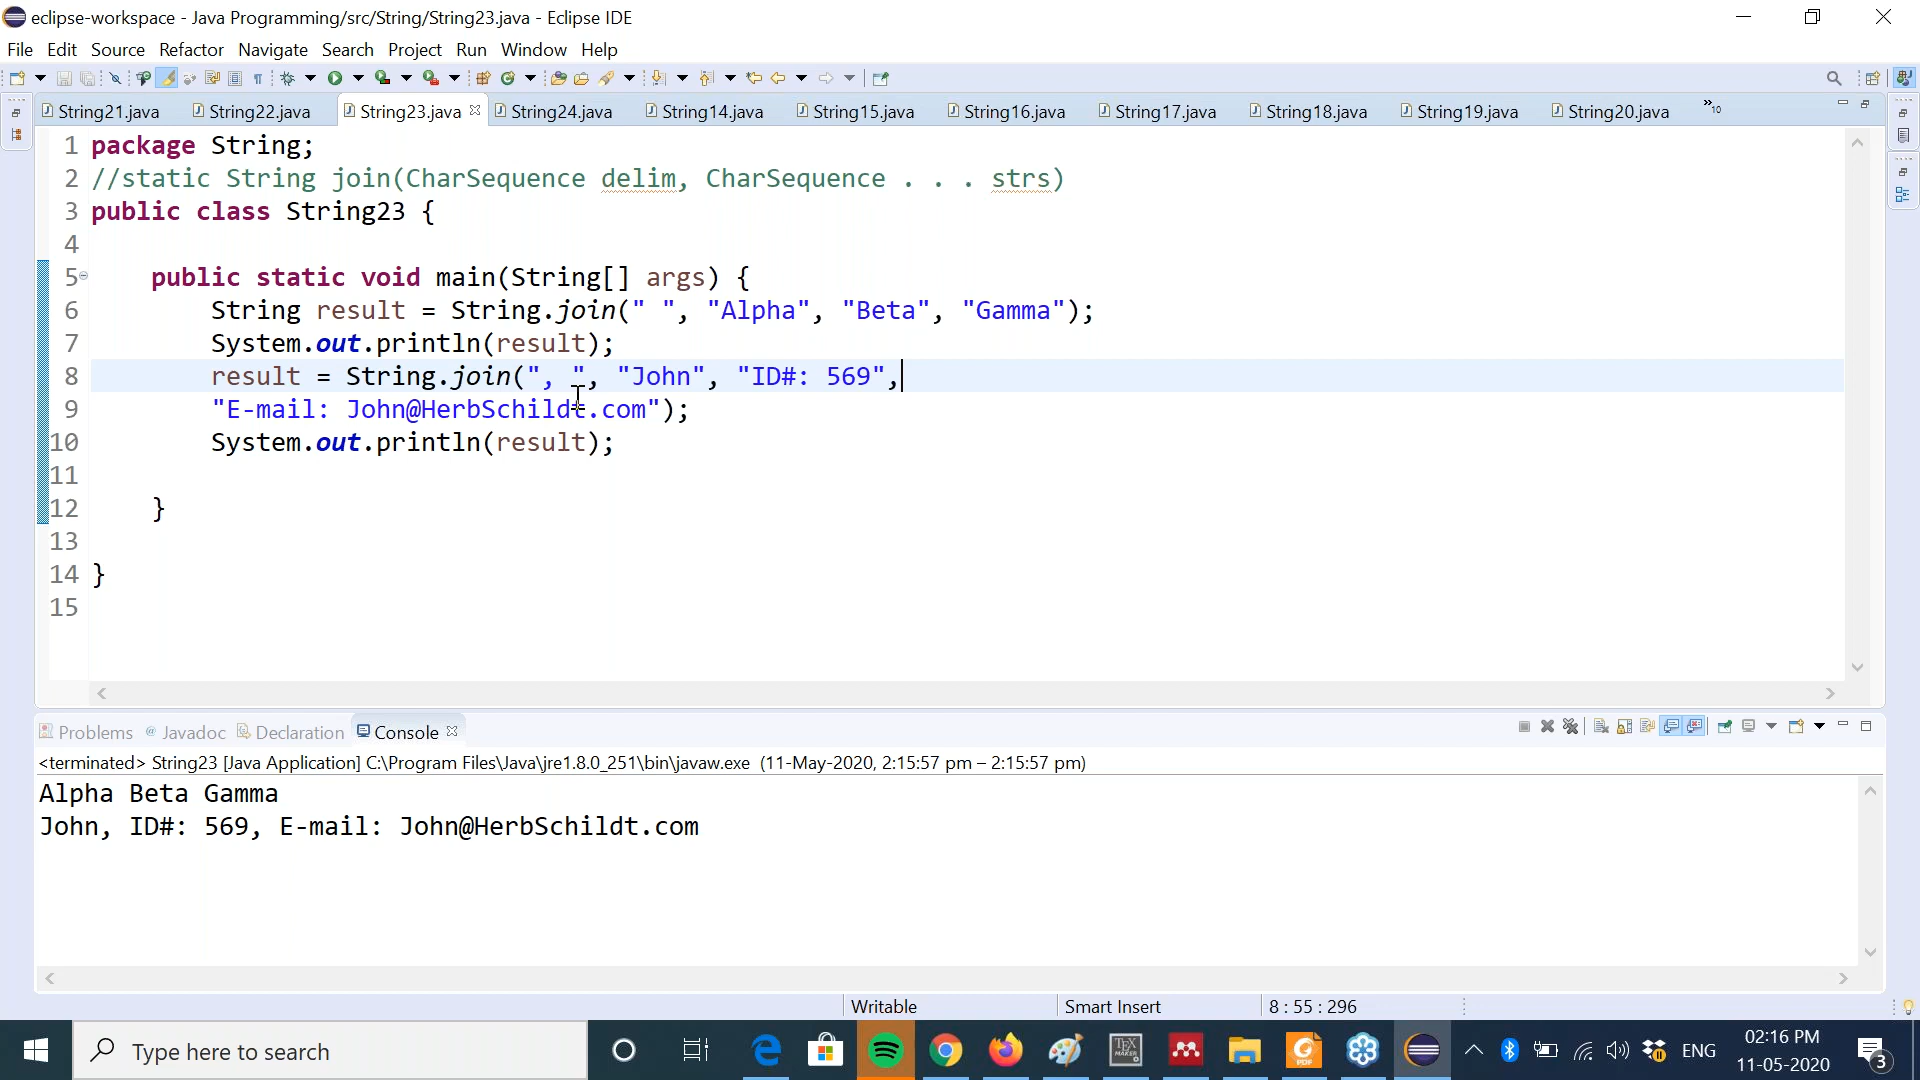 eclipse-workspace - Java Programming/src/String/String23.java - Eclipse IDE
File Edit Source Refactor Navigate Search Project Run Window Help
String21.java String22.java String23.java String24.java String14.java String15.java String16.java String17.java String18.java String19.java String20.java »10
1 package String;
2 //static String join(CharSequence delim, CharSequence . . . strs)
3 public class String23 {
4
5 public static void main(String[] args) {
6 String result = String.join(" ", "Alpha", "Beta", "Gamma");
7 System.out.println(result);
8 result = String.join(", ", "John", "ID#: 569",
9 "E-mail: John@HerbSchildt.com");
10 System.out.println(result);
11
12 }
13
14 }
15
Problems Javadoc Declaration Console
<terminated> String23 [Java Application] C:\Program Files\Java\jre1.8.0_251\bin\javaw.exe (11-May-2020, 2:15:57 pm – 2:15:57 pm)
Alpha Beta Gamma
John, ID#: 569, E-mail: John@HerbSchildt.com
Writable Smart Insert 8 : 55 : 296
Type here to search
ENG
02:16 PM
11-05-2020
3